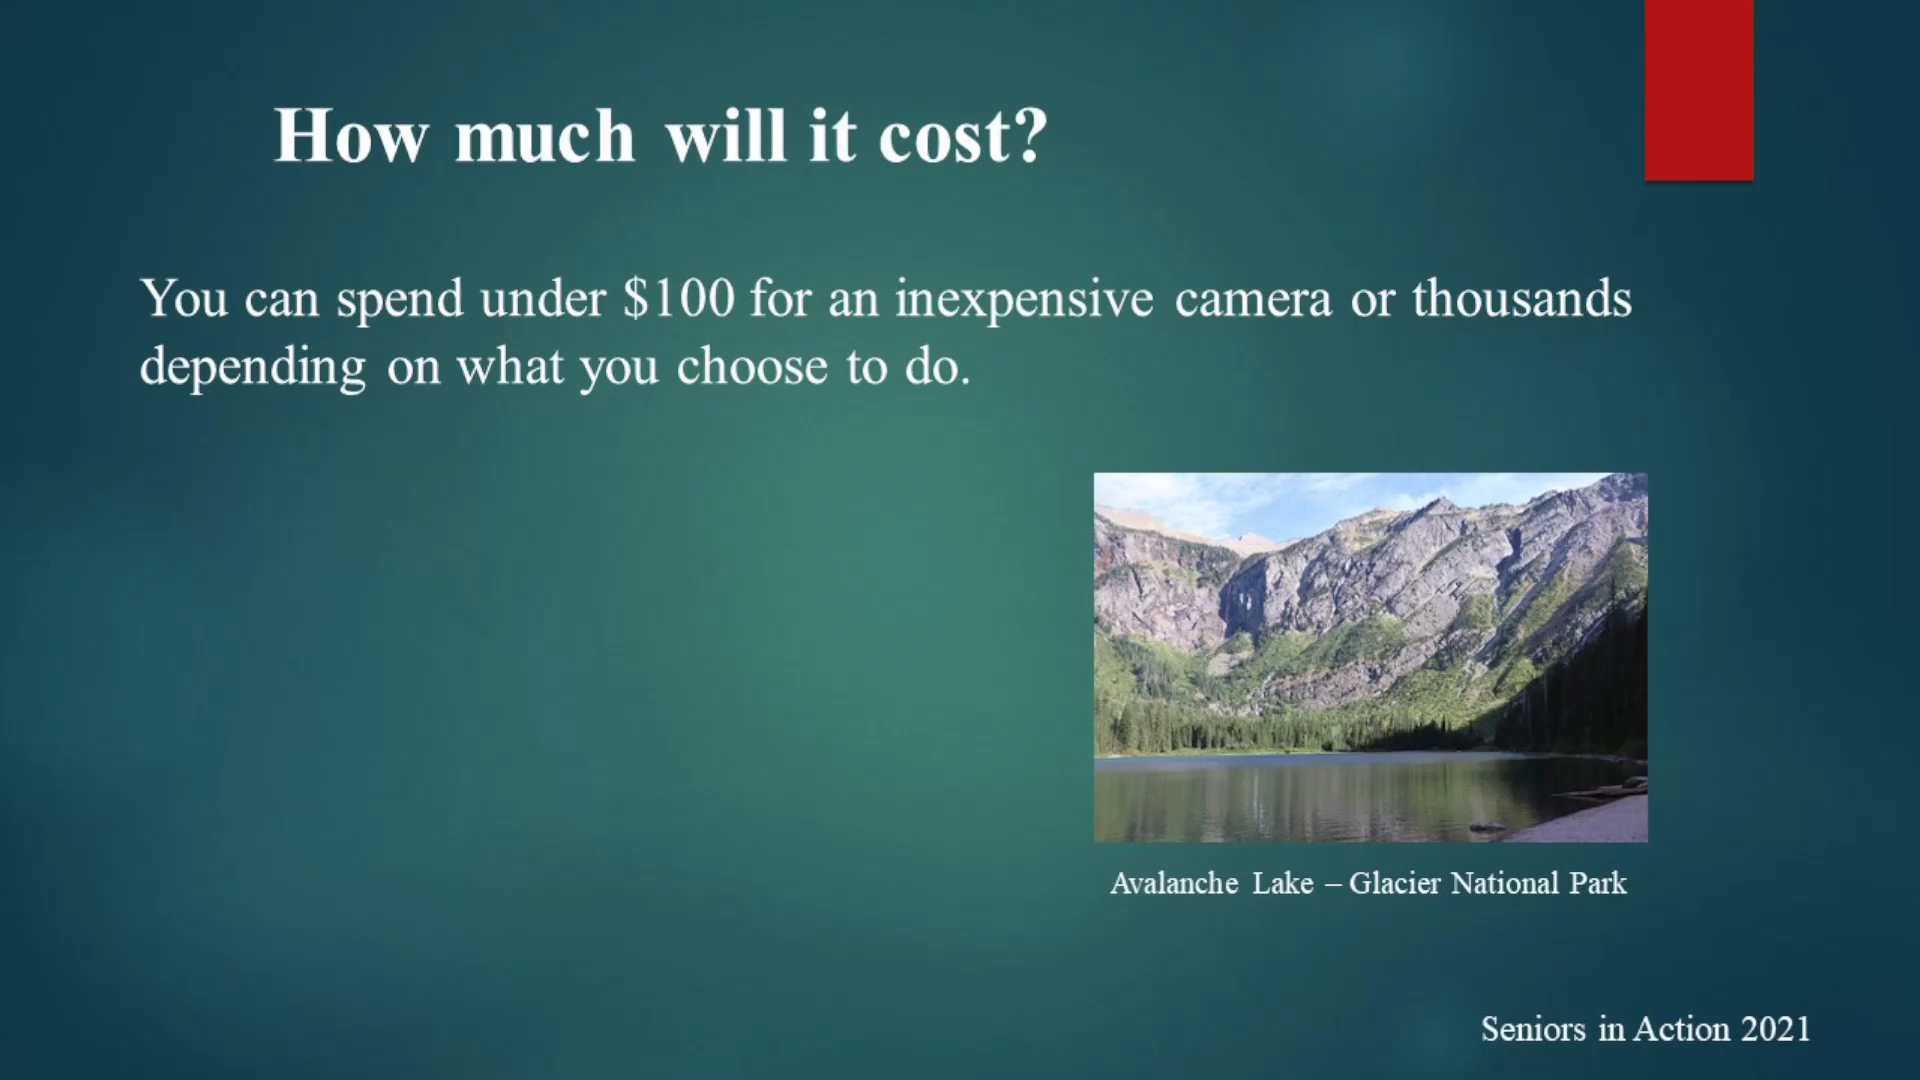 How much will it cost?
You can spend under $100 for an inexpensive camera or thousands
depending on what you choose to do.
Avalanche Lake – Glacier National Park
Seniors in Action 2021